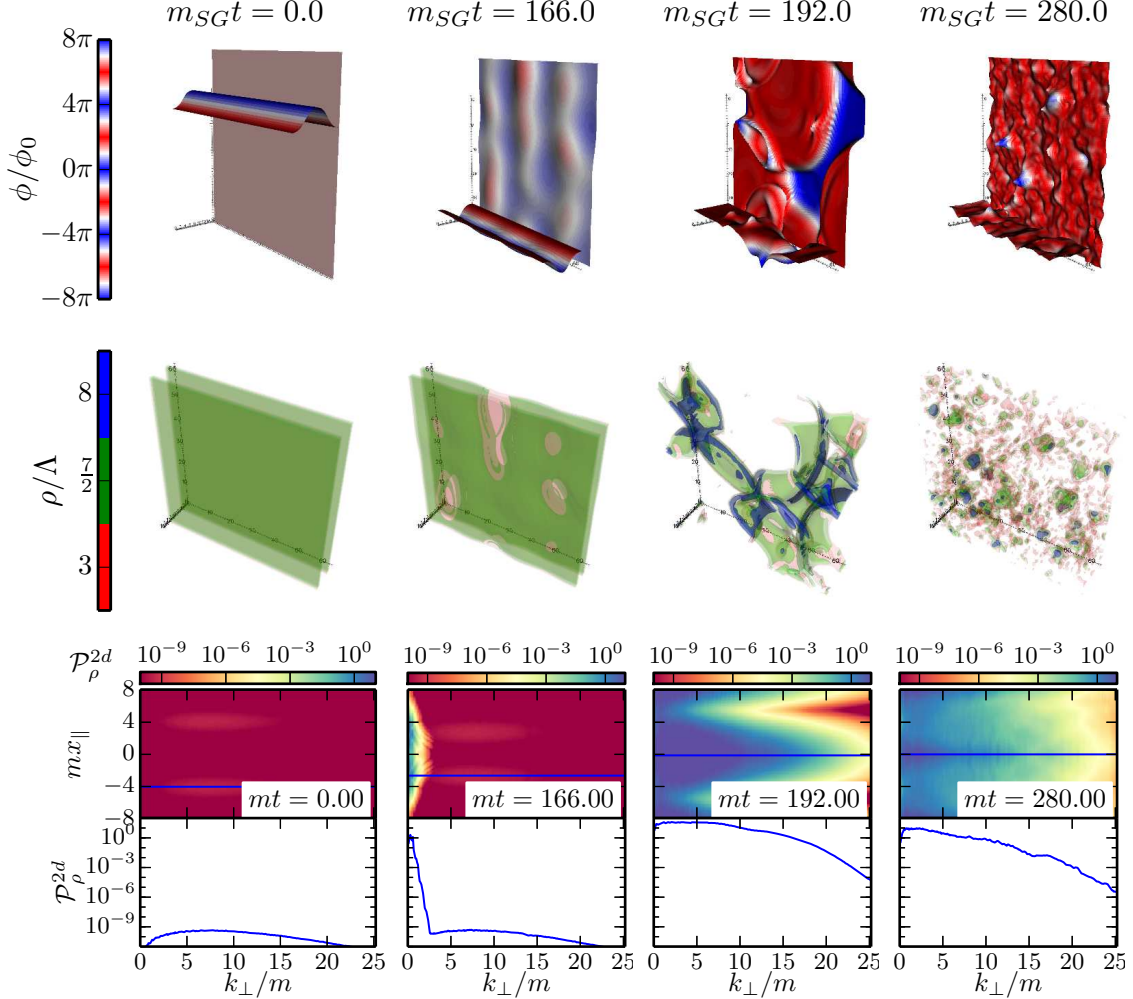 m_{SG}t = 0.0 m_{SG}t = 166.0 m_{SG}t = 192.0 m_{SG}t = 280.0
8π
4π
0π
−4π
−8π
ϕ/ϕ_0
8
7/2
3
ρ/Λ
P_ρ^{2d} 10^{−9} 10^{−6} 10^{−3} 10^0 10^{−9} 10^{−6} 10^{−3} 10^0 10^{−9} 10^{−6} 10^{−3} 10^0 10^{−9} 10^{−6} 10^{−3} 10^0
8
4
0
−4
−8
mx_∥
mt = 0.00 mt = 166.00 mt = 192.00 mt = 280.00
10^0
10^{−3}
10^{−6}
10^{−9}
P_ρ^{2d}
0 5 10 15 20 25 0 5 10 15 20 25 0 5 10 15 20 25 0 5 10 15 20 25
k_⊥/m k_⊥/m k_⊥/m k_⊥/m